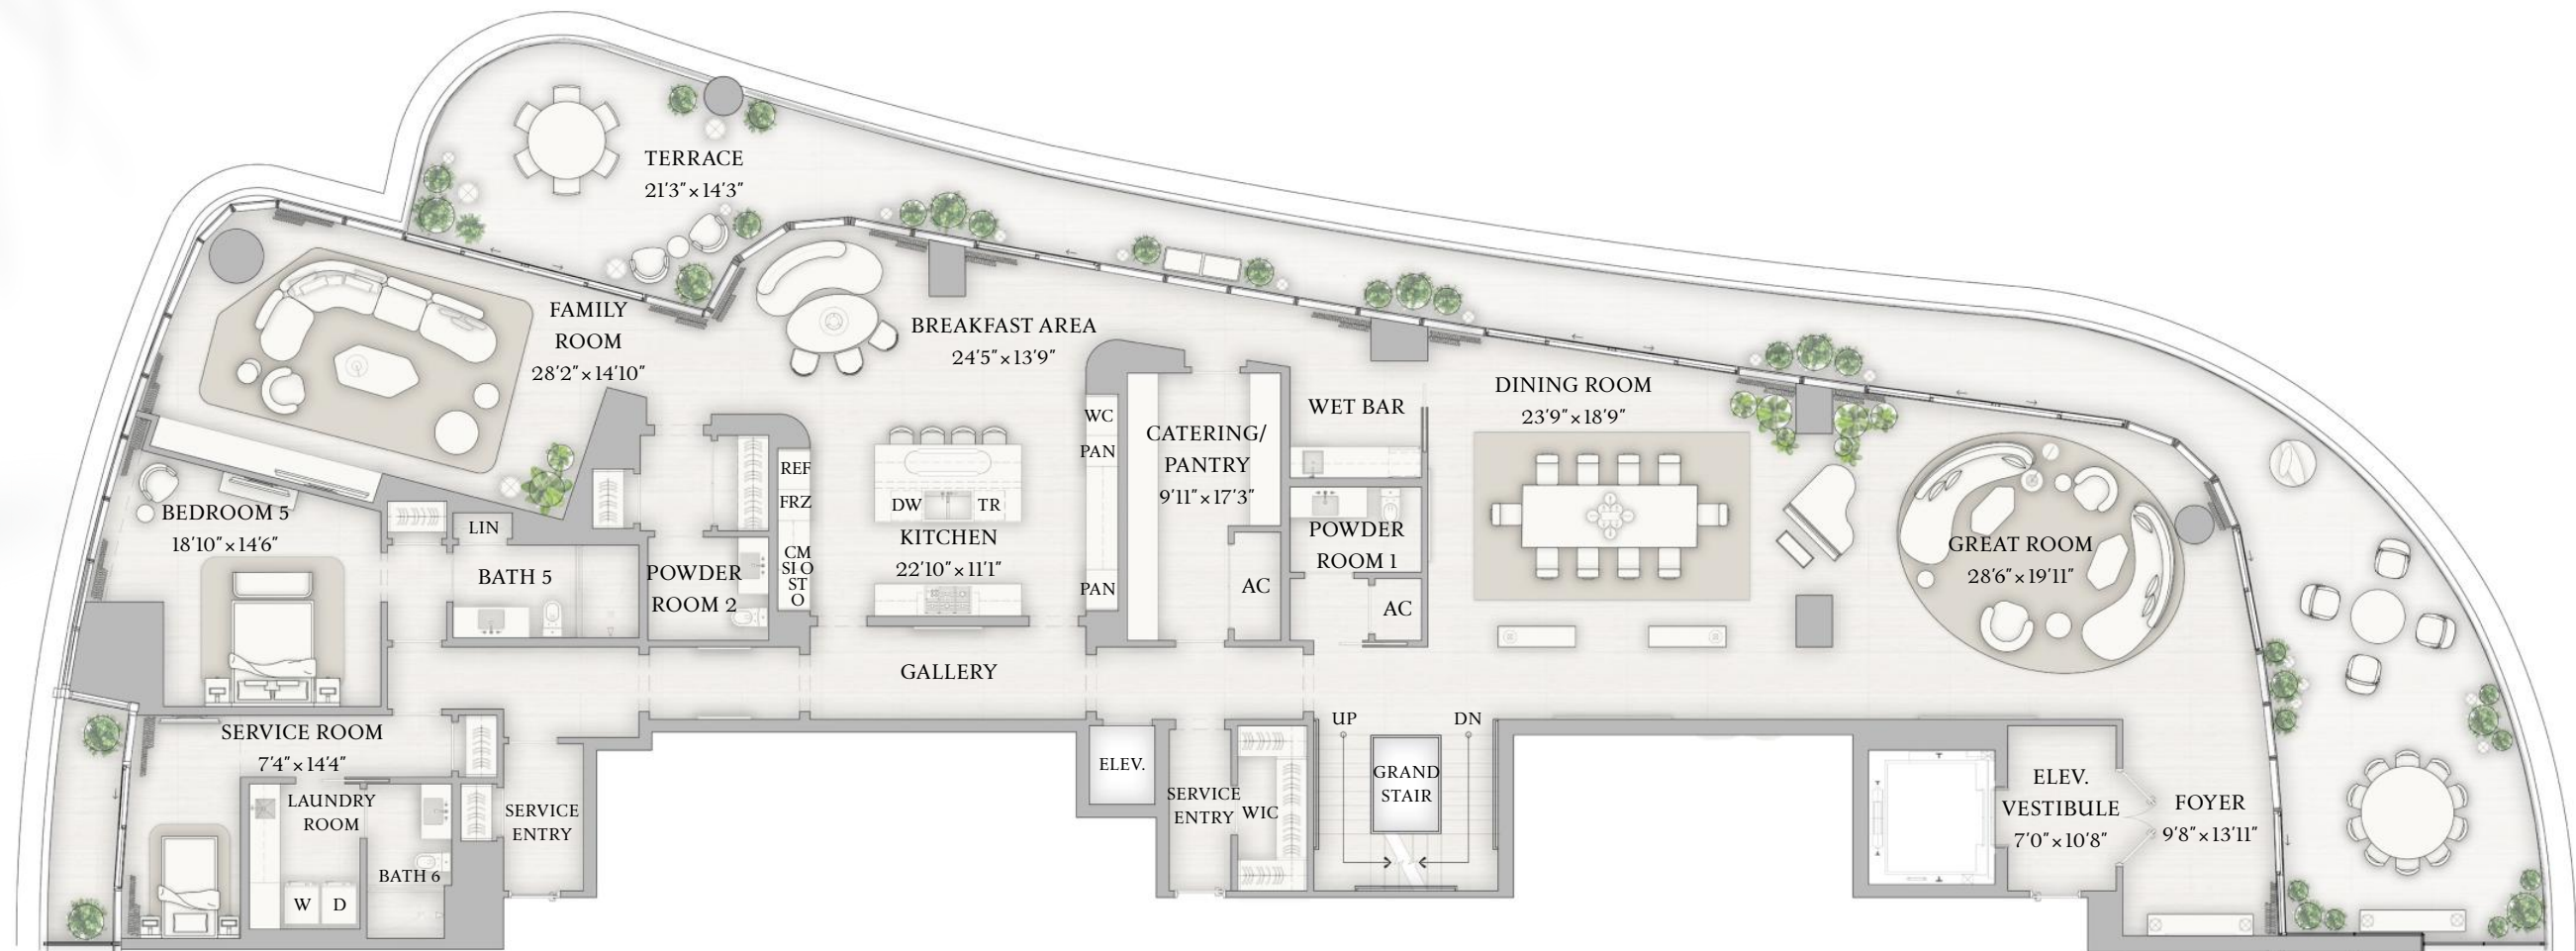 TERRACE
21'3"×14'3"
FAMILY
ROOM
28'2"×14'10"
BREAKFAST AREA
24'5"×13'9"
BEDROOM 5
18'10"×14'6"
LIN
BATH 5
POWDER
ROOM 2
REF
FRZ
CM
SI O
ST
O
DW
TR
KITCHEN
22'10"×11'1"
WC
PAN
PAN
CATERING/
PANTRY
9'11"×17'3"
AC
WET BAR
POWDER
ROOM 1
AC
DINING ROOM
23'9"×18'9"
GREAT ROOM
28'6"×19'11"
GALLERY
SERVICE ROOM
7'4"×14'4"
LAUNDRY
ROOM
W
D
BATH 6
SERVICE
ENTRY
ELEV.
SERVICE
ENTRY
WIC
UP
DN
GRAND
STAIR
ELEV.
VESTIBULE
7'0"×10'8"
FOYER
9'8"×13'11"